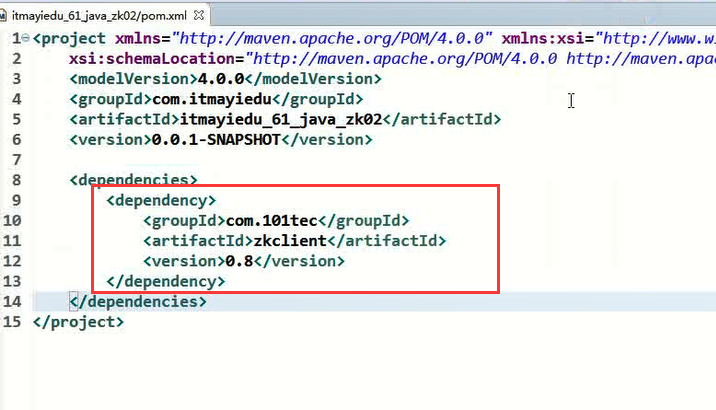 itmayiedu_61_java_zk02/pom.xml
1 <project xmlns="http://maven.apache.org/POM/4.0.0" xmlns:xsi="http://www.w
2 xsi:schemaLocation="http://maven.apache.org/POM/4.0.0 http://maven.apa
3 <modelVersion>4.0.0</modelVersion>
4 <groupId>com.itmayiedu</groupId>
5 <artifactId>itmayiedu_61_java_zk02</artifactId>
6 <version>0.0.1-SNAPSHOT</version>
7
8 <dependencies>
9 <dependency>
10 <groupId>com.101tec</groupId>
11 <artifactId>zkclient</artifactId>
12 <version>0.8</version>
13 </dependency>
14 </dependencies>
15 </project>